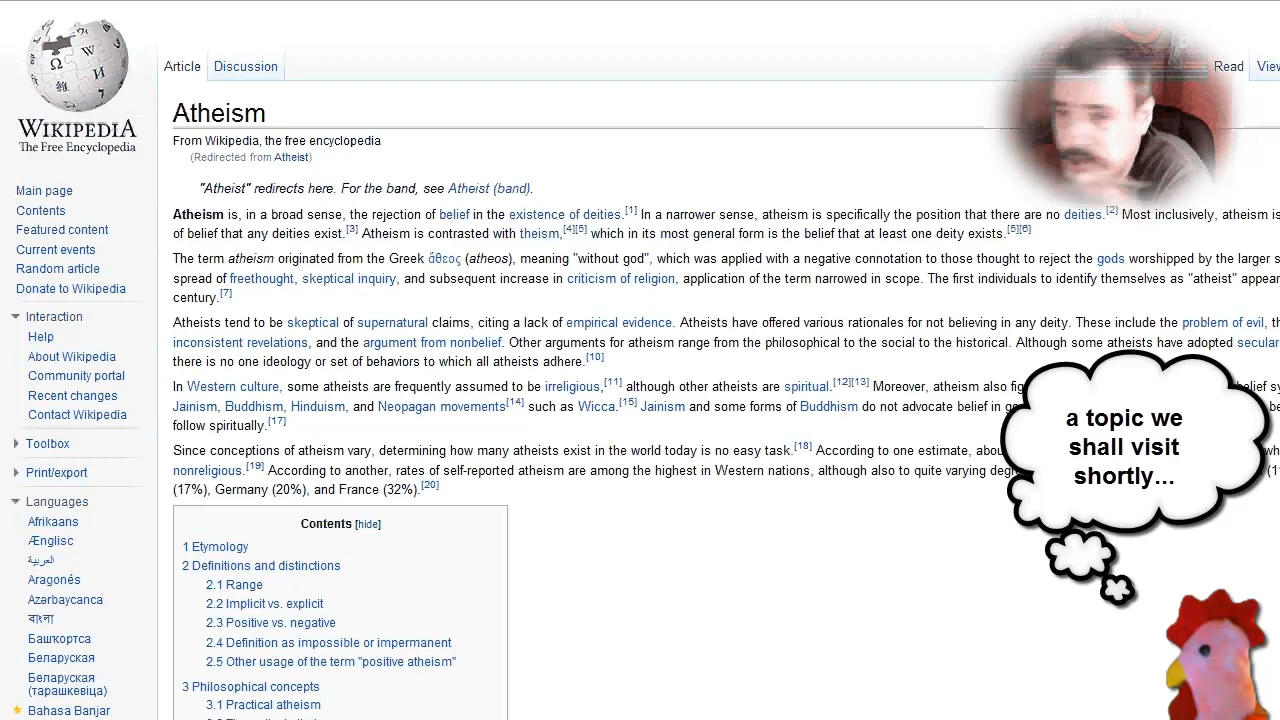 WIKIPEDIA
The Free Encyclopedia
Main page
Contents
Featured content
Current events
Random article
Donate to Wikipedia
Interaction
Help
About Wikipedia
Community portal
Recent changes
Contact Wikipedia
Toolbox
Print/export
Languages
Afrikaans
Ænglisc
العربية
Aragonés
Azərbaycanca
বাংলা
Башҡортса
Беларуская
Беларуская
(тарашкевіца)
Bahasa Banjar
Article Discussion Read
Atheism
From Wikipedia, the free encyclopedia
(Redirected from Atheist)
"Atheist" redirects here. For the band, see Atheist (band).
Atheism is, in a broad sense, the rejection of belief in the existence of deities.[1] In a narrower sense, atheism is specifically the position that there are no deities.[2] Most inclusively, atheism is
of belief that any deities exist.[3] Atheism is contrasted with theism,[4][5] which in its most general form is the belief that at least one deity exists.[5][6]
The term atheism originated from the Greek ἄθεος (atheos), meaning "without god", which was applied with a negative connotation to those thought to reject the gods worshipped by the larger
spread of freethought, skeptical inquiry, and subsequent increase in criticism of religion, application of the term narrowed in scope. The first individuals to identify themselves as "atheist"
century.[7]
Atheists tend to be skeptical of supernatural claims, citing a lack of empirical evidence. Atheists have offered various rationales for not believing in any deity. These include the problem of evil,
inconsistent revelations, and the argument from nonbelief. Other arguments for atheism range from the philosophical to the social to the historical. Although some atheists have adopted secular
there is no one ideology or set of behaviors to which all atheists adhere.[10]
In Western culture, some atheists are frequently assumed to be irreligious,[11] although other atheists are spiritual.[12][13] Moreover, atheism also
Jainism, Buddhism, Hinduism, and Neopagan movements[14] such as Wicca.[15] Jainism and some forms of Buddhism do not advocate belief in
follow spiritually.[17]
Since conceptions of atheism vary, determining how many atheists exist in the world today is no easy task.[18] According to one estimate,
nonreligious.[19] According to another, rates of self-reported atheism are among the highest in Western nations, although also to quite varying
(17%), Germany (20%), and France (32%).[20]
Contents [hide]
1 Etymology
2 Definitions and distinctions
2.1 Range
2.2 Implicit vs. explicit
2.3 Positive vs. negative
2.4 Definition as impossible or impermanent
2.5 Other usage of the term "positive atheism"
3 Philosophical concepts
3.1 Practical atheism
a topic we
shall visit
shortly...